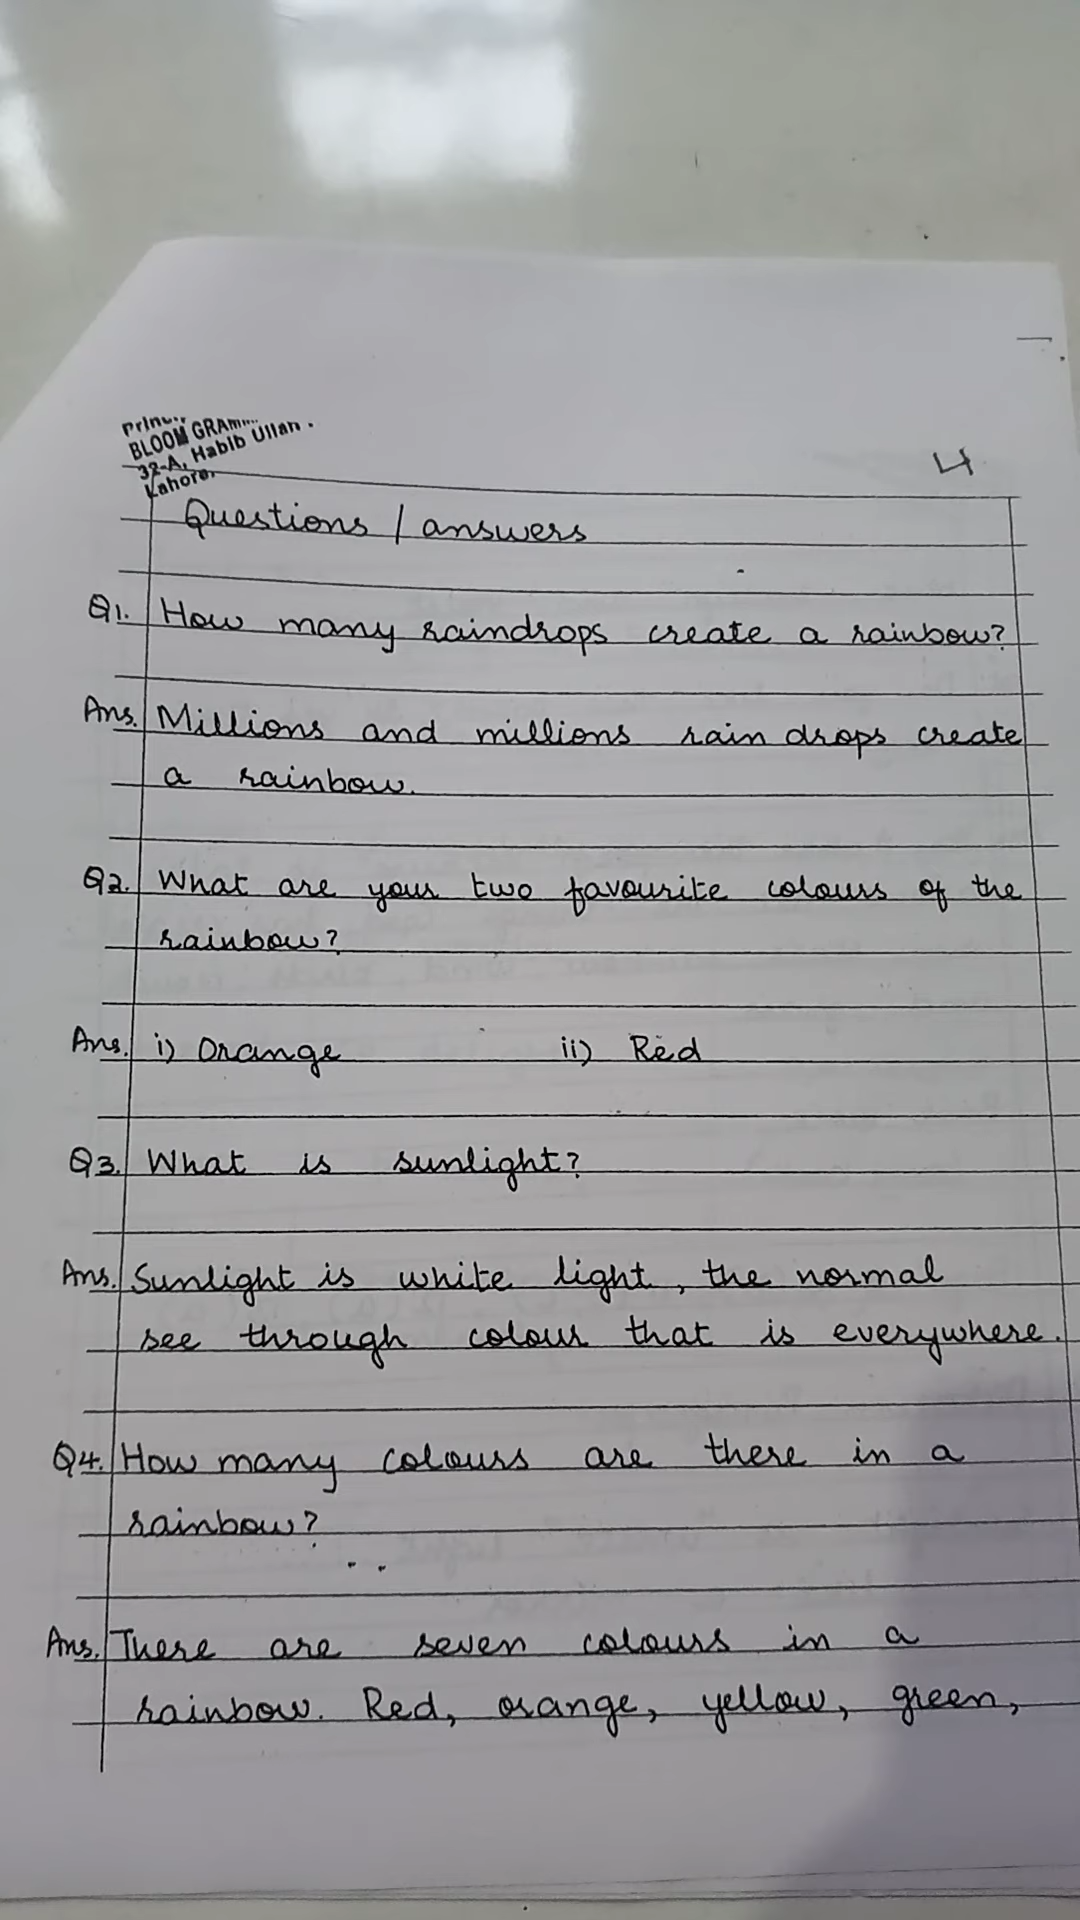 BLOOM
32-A, Habib Ullah
Lahore.
4
Questions / answers
Q1. How many raindrops create a rainbow?
Ans. Millions and millions rain drops create
a rainbow.
Q2. What are your two favourite colours of the
rainbow?
Ans. i) Orange ii) Red
Q3. What is sunlight?
Ans. Sunlight is white light, the normal
see through colour that is everywhere.
Q4. How many colours are there in a
rainbow?
Ans. There are seven colours in a
rainbow. Red, orange, yellow, green,